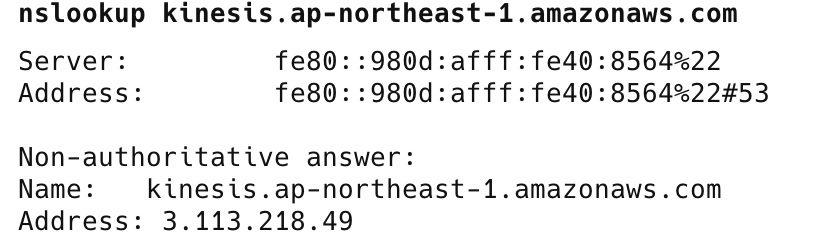 nslookup kinesis.ap-northeast-1.amazonaws.com
Server: fe80::980d:afff:fe40:8564%22
Address: fe80::980d:afff:fe40:8564%22#53
Non-authoritative answer:
Name: kinesis.ap-northeast-1.amazonaws.com
Address: 3.113.218.49